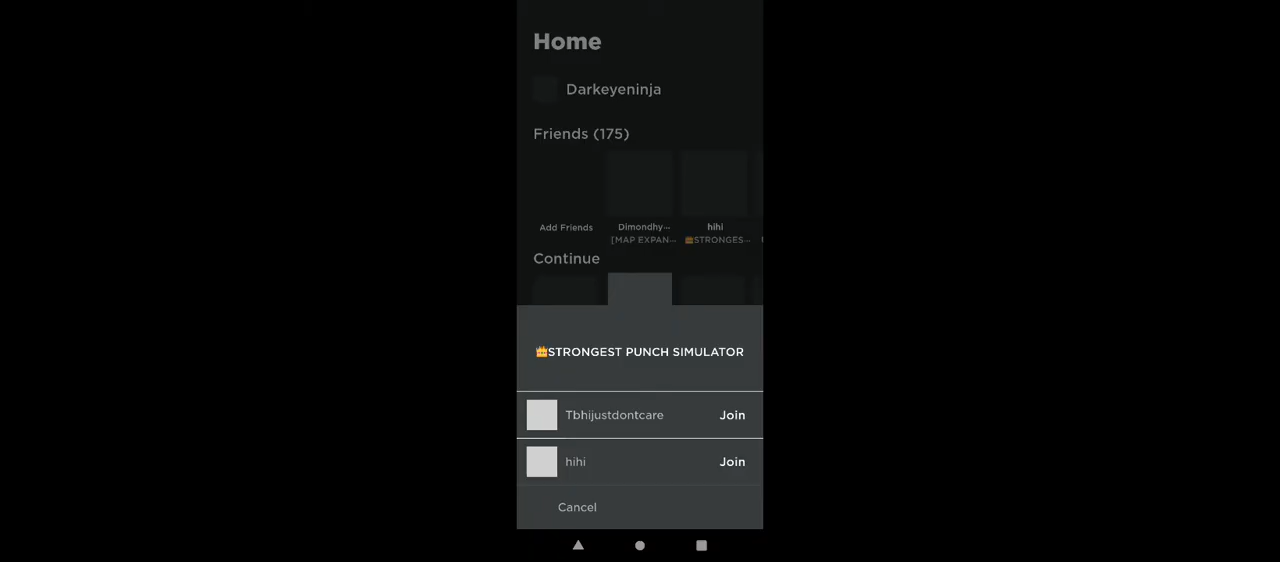 Home
Darkeyeninja
Friends (175)
Add Friends
Dimondhy...
hihi
[MAP EXPAN...
👑STRONGES...
Continue
👑STRONGEST PUNCH SIMULATOR
Tbhijustdontcare
Join
hihi
Join
Cancel